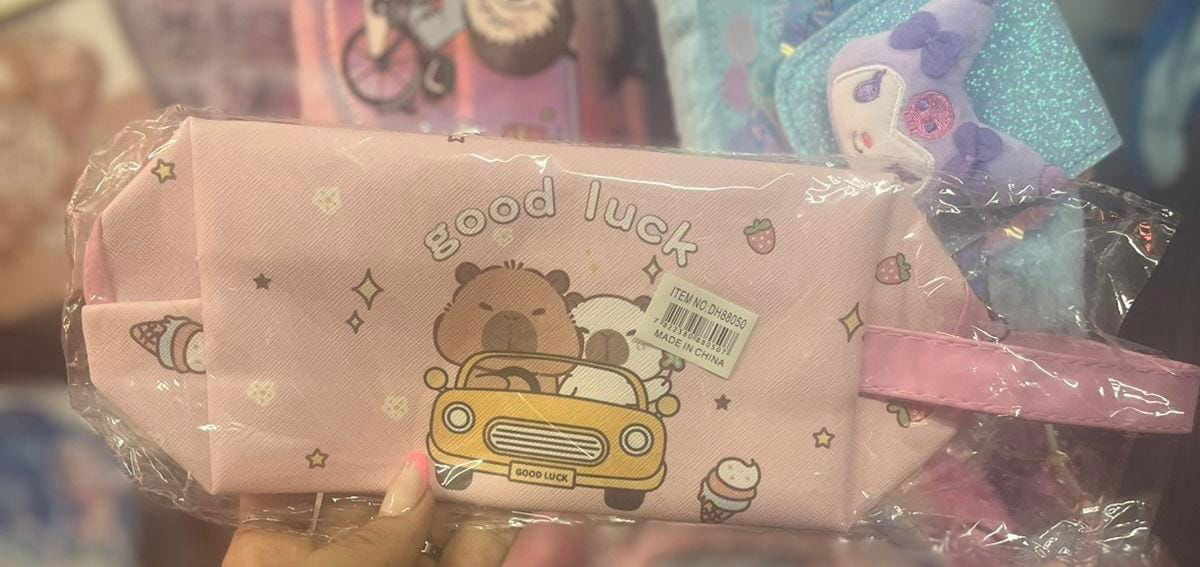 good luck
ITEM NO:DH88050
MADE IN CHINA
GOOD LUCK